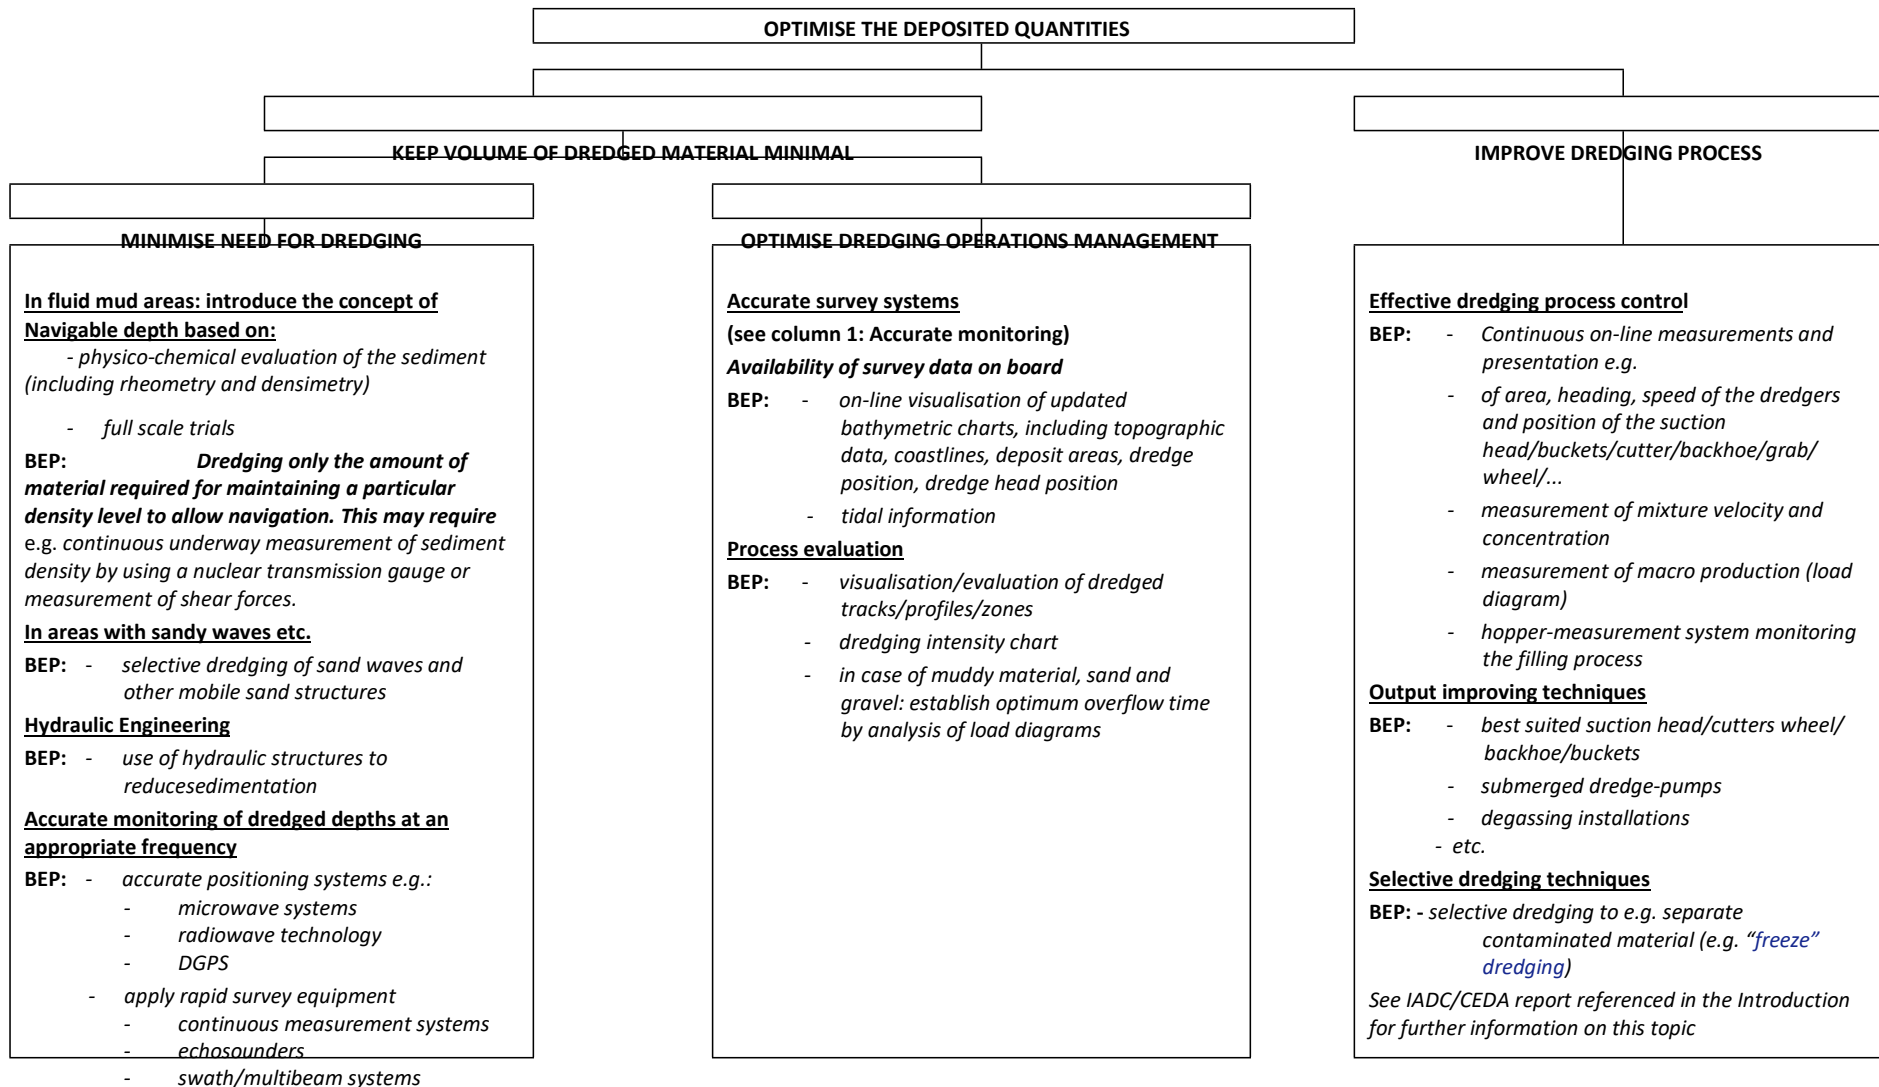 OPTIMISE THE DEPOSITED QUANTITIES
KEEP VOLUME OF DREDGED MATERIAL MINIMAL
IMPROVE DREDGING PROCESS
MINIMISE NEED FOR DREDGING
OPTIMISE DREDGING OPERATIONS MANAGEMENT
In fluid mud areas: introduce the concept of
Navigable depth based on:
- physico-chemical evaluation of the sediment
(including rheometry and densimetry)
- full scale trials
BEP: Dredging only the amount of
material required for maintaining a particular
density level to allow navigation. This may require
e.g. continuous underway measurement of sediment
density by using a nuclear transmission gauge or
measurement of shear forces.
In areas with sandy waves etc.
BEP: - selective dredging of sand waves and
other mobile sand structures
Hydraulic Engineering
BEP: - use of hydraulic structures to
reducesedimentation
Accurate monitoring of dredged depths at an
appropriate frequency
BEP: - accurate positioning systems e.g.:
- microwave systems
- radiowave technology
- DGPS
- apply rapid survey equipment
- continuous measurement systems
- echosounders
- swath/multibeam systems
Accurate survey systems
(see column 1: Accurate monitoring)
Availability of survey data on board
BEP: - on-line visualisation of updated
bathymetric charts, including topographic
data, coastlines, deposit areas, dredge
position, dredge head position
- tidal information
Process evaluation
BEP: - visualisation/evaluation of dredged
tracks/profiles/zones
- dredging intensity chart
- in case of muddy material, sand and
gravel: establish optimum overflow time
by analysis of load diagrams
Effective dredging process control
BEP: - Continuous on-line measurements and
presentation e.g.
- of area, heading, speed of the dredgers
and position of the suction
head/buckets/cutter/backhoe/grab/
wheel/...
- measurement of mixture velocity and
concentration
- measurement of macro production (load
diagram)
- hopper-measurement system monitoring
the filling process
Output improving techniques
BEP: - best suited suction head/cutters wheel/
backhoe/buckets
- submerged dredge-pumps
- degassing installations
- etc.
Selective dredging techniques
BEP: - selective dredging to e.g. separate
contaminated material (e.g. “freeze”
dredging)
See IADC/CEDA report referenced in the Introduction
for further information on this topic